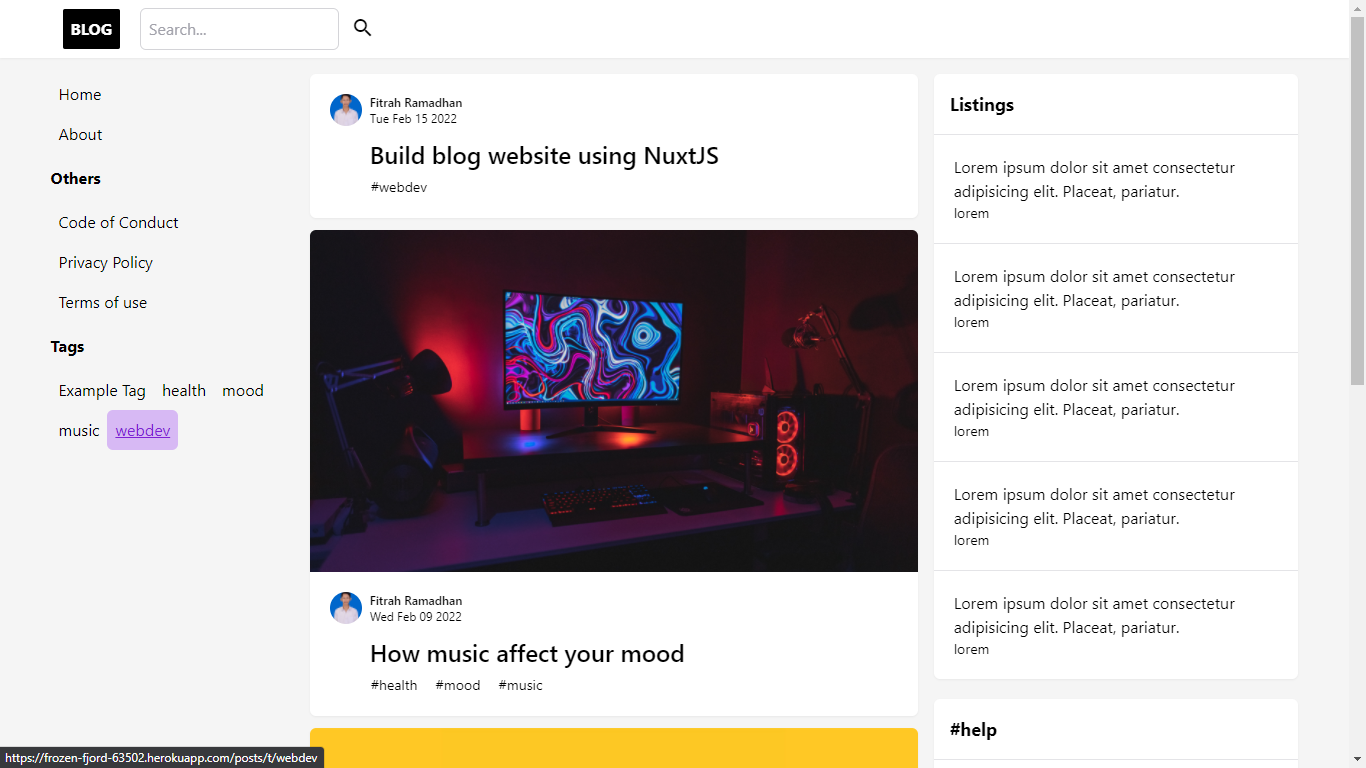 BLOG
Search...
Home
About
Others
Code of Conduct
Privacy Policy
Terms of use
Tags
Example Tag health mood
music webdev
Fitrah Ramadhan
Tue Feb 15 2022
Build blog website using NuxtJS
#webdev
Fitrah Ramadhan
Wed Feb 09 2022
How music affect your mood
#health #mood #music
Listings
Lorem ipsum dolor sit amet consectetur
adipisicing elit. Placeat, pariatur.
lorem
Lorem ipsum dolor sit amet consectetur
adipisicing elit. Placeat, pariatur.
lorem
Lorem ipsum dolor sit amet consectetur
adipisicing elit. Placeat, pariatur.
lorem
Lorem ipsum dolor sit amet consectetur
adipisicing elit. Placeat, pariatur.
lorem
Lorem ipsum dolor sit amet consectetur
adipisicing elit. Placeat, pariatur.
lorem
#help
https://frozen-fjord-63502.herokuapp.com/posts/t/webdev